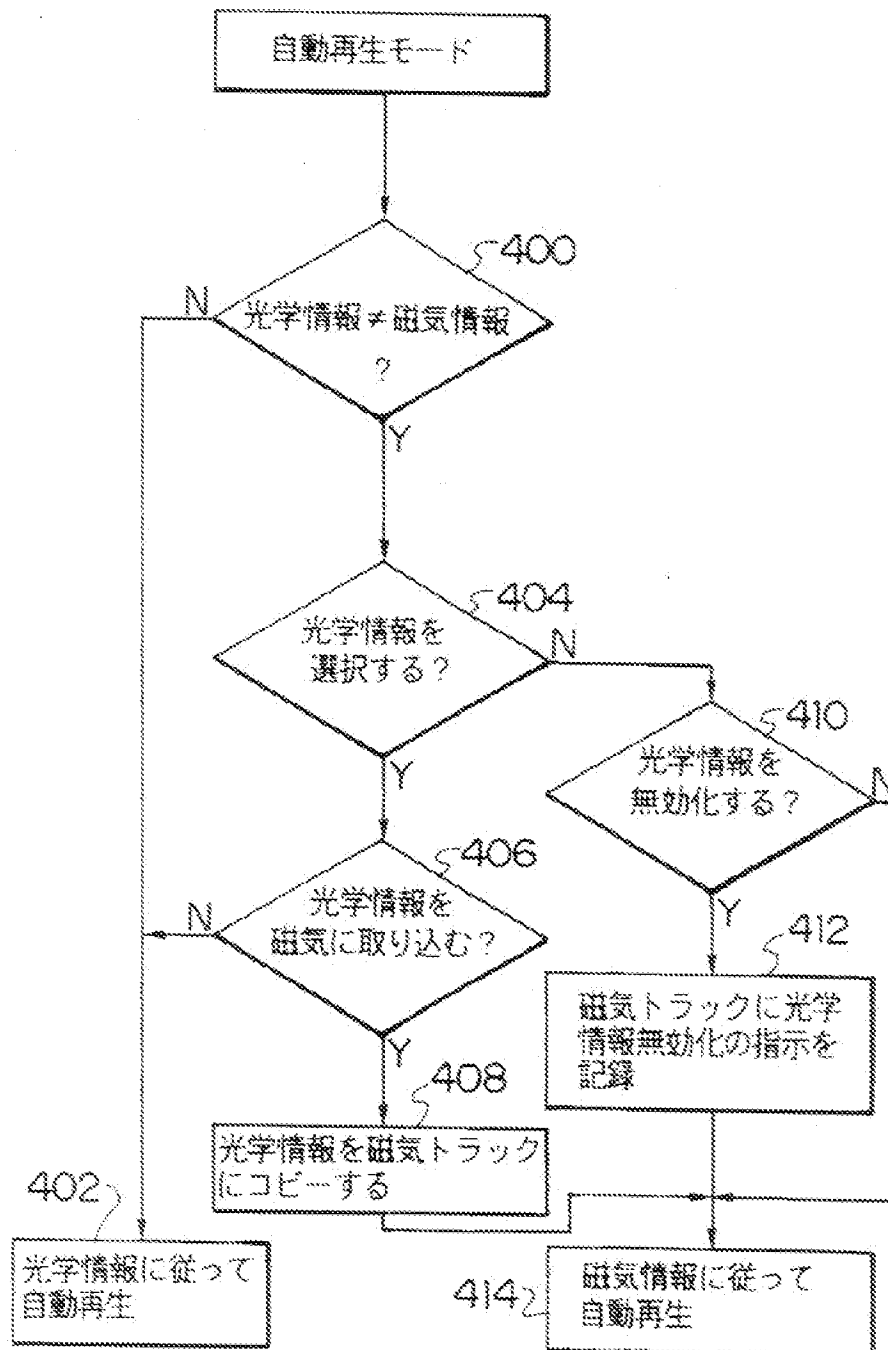 自動再生モード
400
N
光学情報≠磁気情報
?
Y
404
光学情報を
選択する?
N
Y
410
光学情報を
無効化する?
N
Y
406
光学情報を
磁気に取り込む?
N
Y
412
磁気トラックに光学
情報無効化の指示を
記録
408
光学情報を磁気トラック
にコピーする
402
光学情報に従って
自動再生
414
磁気情報に従って
自動再生